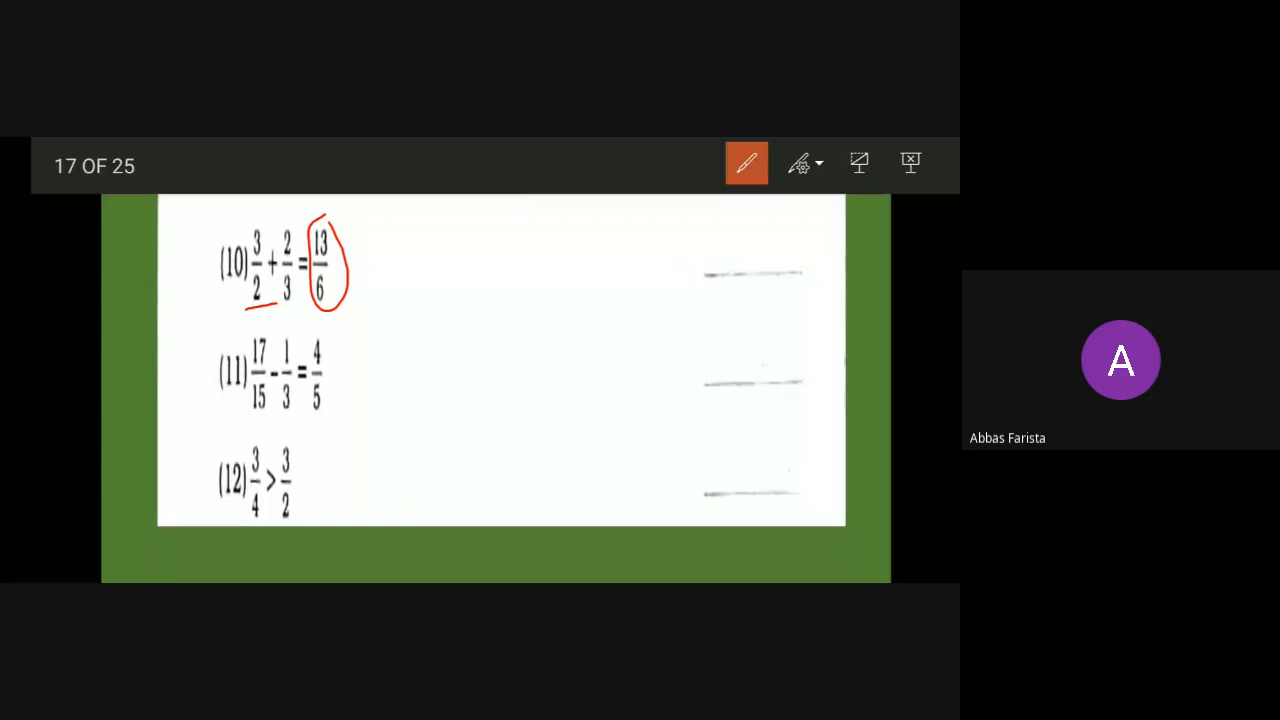 17 OF 25
(10) 3/2 + 2/3 = 13/6
(11) 17/15 - 1/3 = 4/5
(12) 3/4 > 3/2
A
Abbas Farista